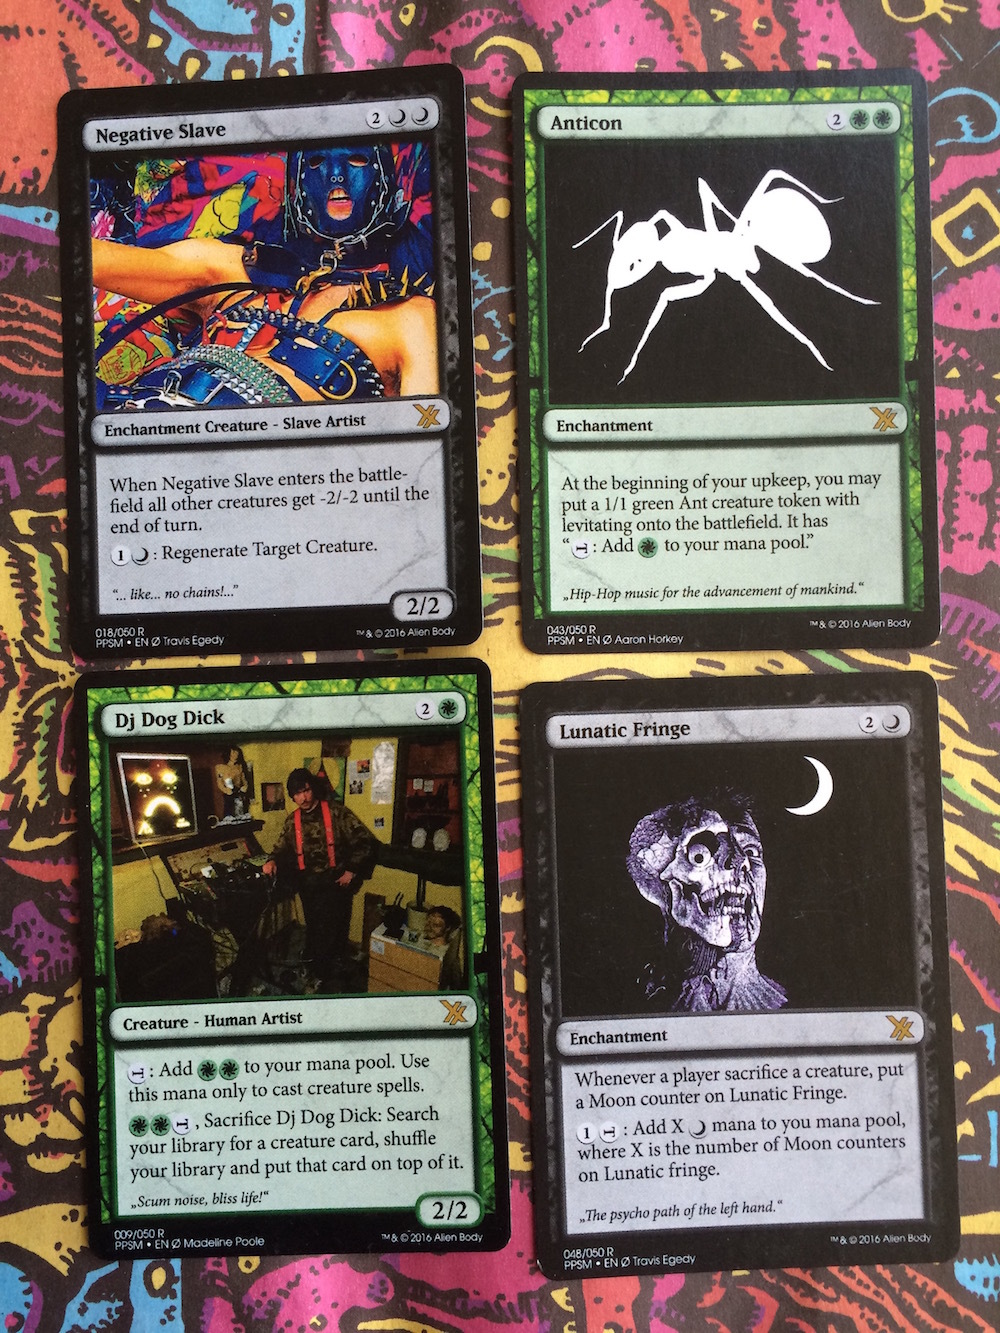 Negative Slave
2
Enchantment Creature - Slave Artist
When Negative Slave enters the battle-
field all other creatures get -2/-2 until the
end of turn.
1 : Regenerate Target Creature.
"... like... no chains!..."
2/2
018/050 R
PPSM • EN Ø Travis Egedy
™ & © 2016 Alien Body
Anticon
2
Enchantment
At the beginning of your upkeep, you may
put a 1/1 green Ant creature token with
levitating onto the battlefield. It has
“ : Add to your mana pool.”
„Hip-Hop music for the advancement of mankind.“
043/050 R
PPSM • EN Ø Aaron Horkey
™ & © 2016 Alien Body
Dj Dog Dick
2
Creature - Human Artist
: Add to your mana pool. Use
this mana only to cast creature spells.
, Sacrifice Dj Dog Dick: Search
your library for a creature card, shuffle
your library and put that card on top of it.
„Scum noise, bliss life!“
2/2
009/050 R
PPSM • EN Ø Madeline Poole
™ & © 2016 Alien Body
Lunatic Fringe
2
Enchantment
Whenever a player sacrifice a creature, put
a Moon counter on Lunatic Fringe.
1 : Add X mana to you mana pool,
where X is the number of Moon counters
on Lunatic fringe.
„The psycho path of the left hand.“
048/050 R
PPSM • EN Ø Travis Egedy
™ & © 2016 Alien Body